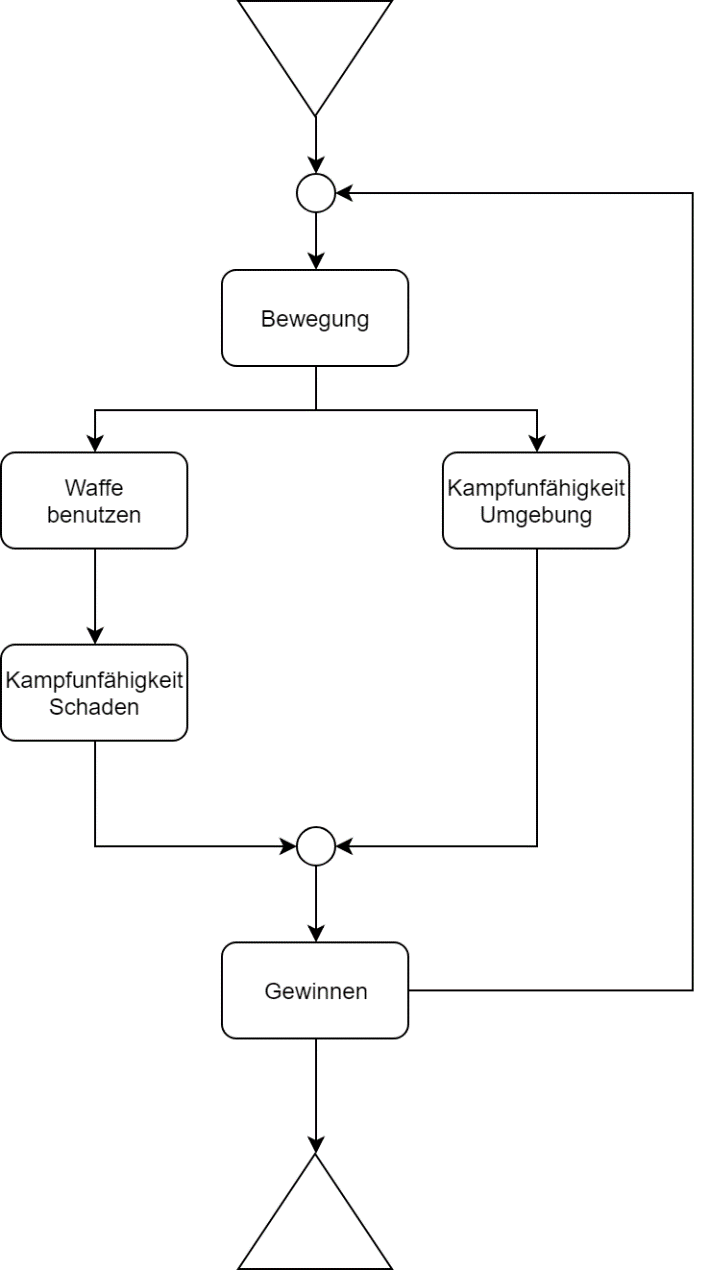 Bewegung
Waffe
benutzen
Kampfunfähigkeit
Umgebung
Kampfunfähigkeit
Schaden
Gewinnen